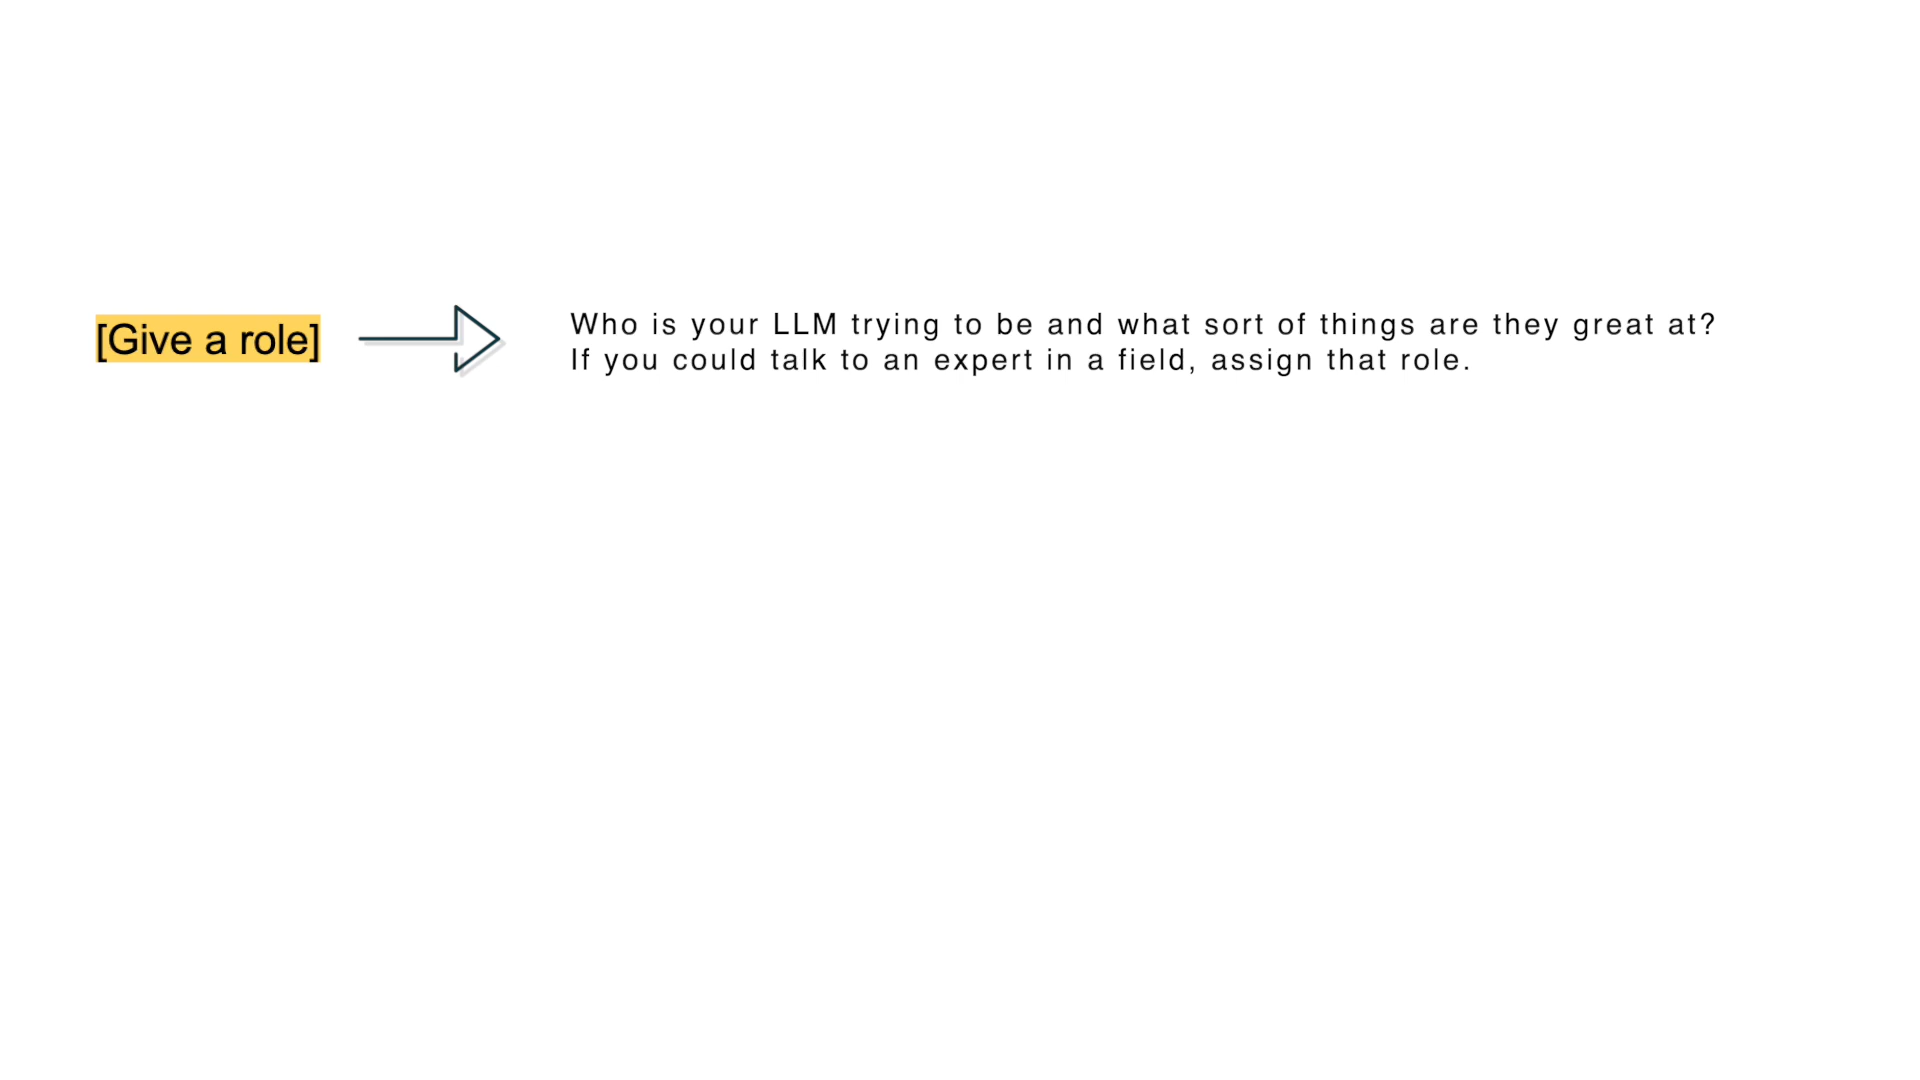 [Give a role]
Who is your LLM trying to be and what sort of things are they great at?
If you could talk to an expert in a field, assign that role.